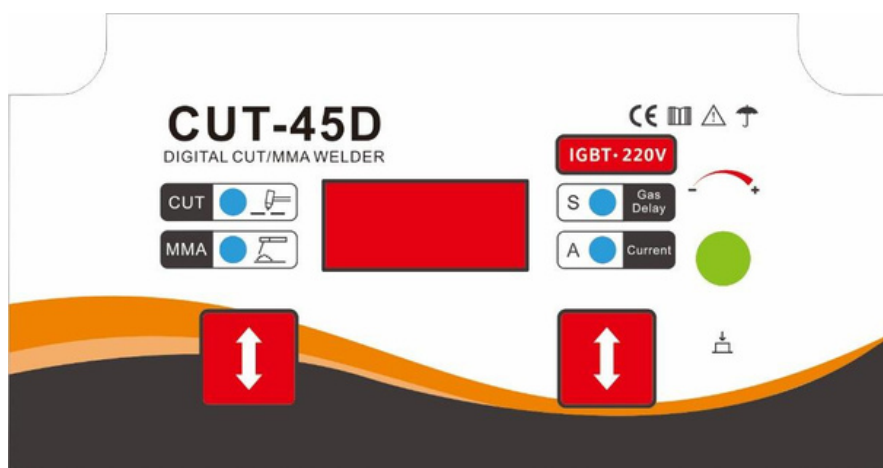 CUT-45D
DIGITAL CUT/MMA WELDER
CE
IGBT·220V
CUT
S
Gas
Delay
-
+
MMA
A
Current